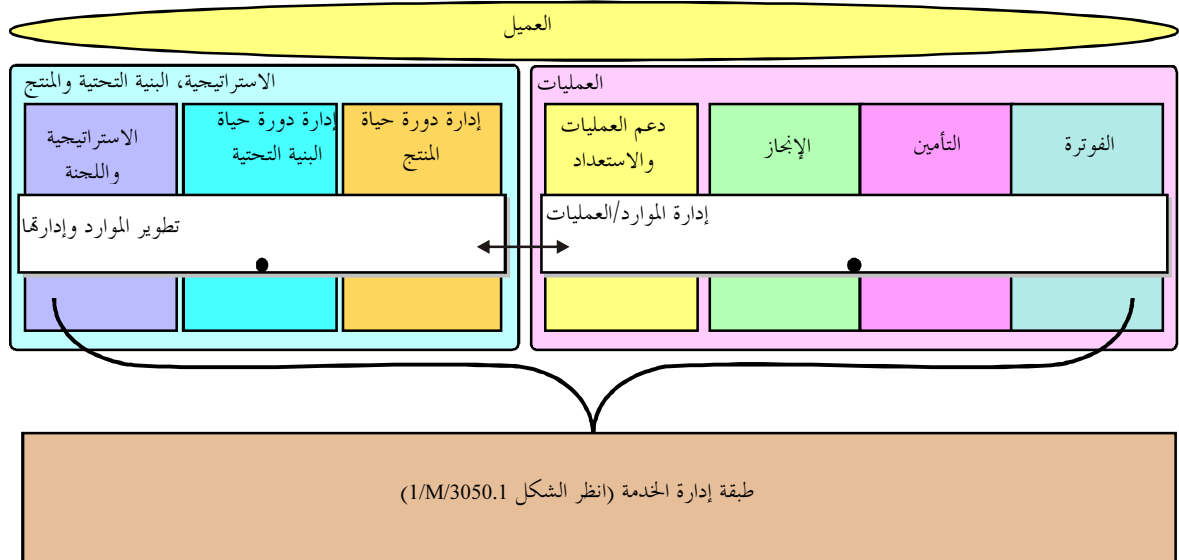 العميل
العمليات
الاستراتيجية، البنية التحتية والمنتج
الفوترة
التأمين
الإنجاز
دعم العمليات
والاستعداد
إدارة دورة حياة
المنتج
إدارة دورة حياة
البنية التحتية
الاستراتيجية
واللجنة
إدارة الموارد/العمليات
تطوير الموارد وإدارتها
طبقة إدارة الخدمة (انظر الشكل 1/M/3050.1)